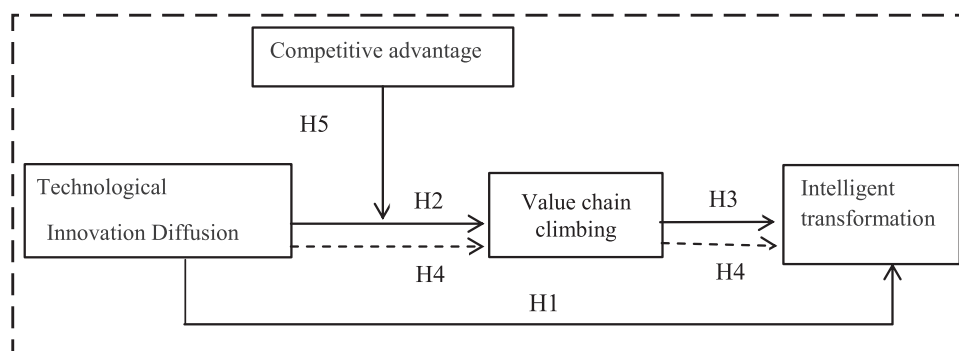 Competitive advantage
H5
Technological
Innovation Diffusion
H2
H4
Value chain
climbing
H3
H4
Intelligent
transformation
H1